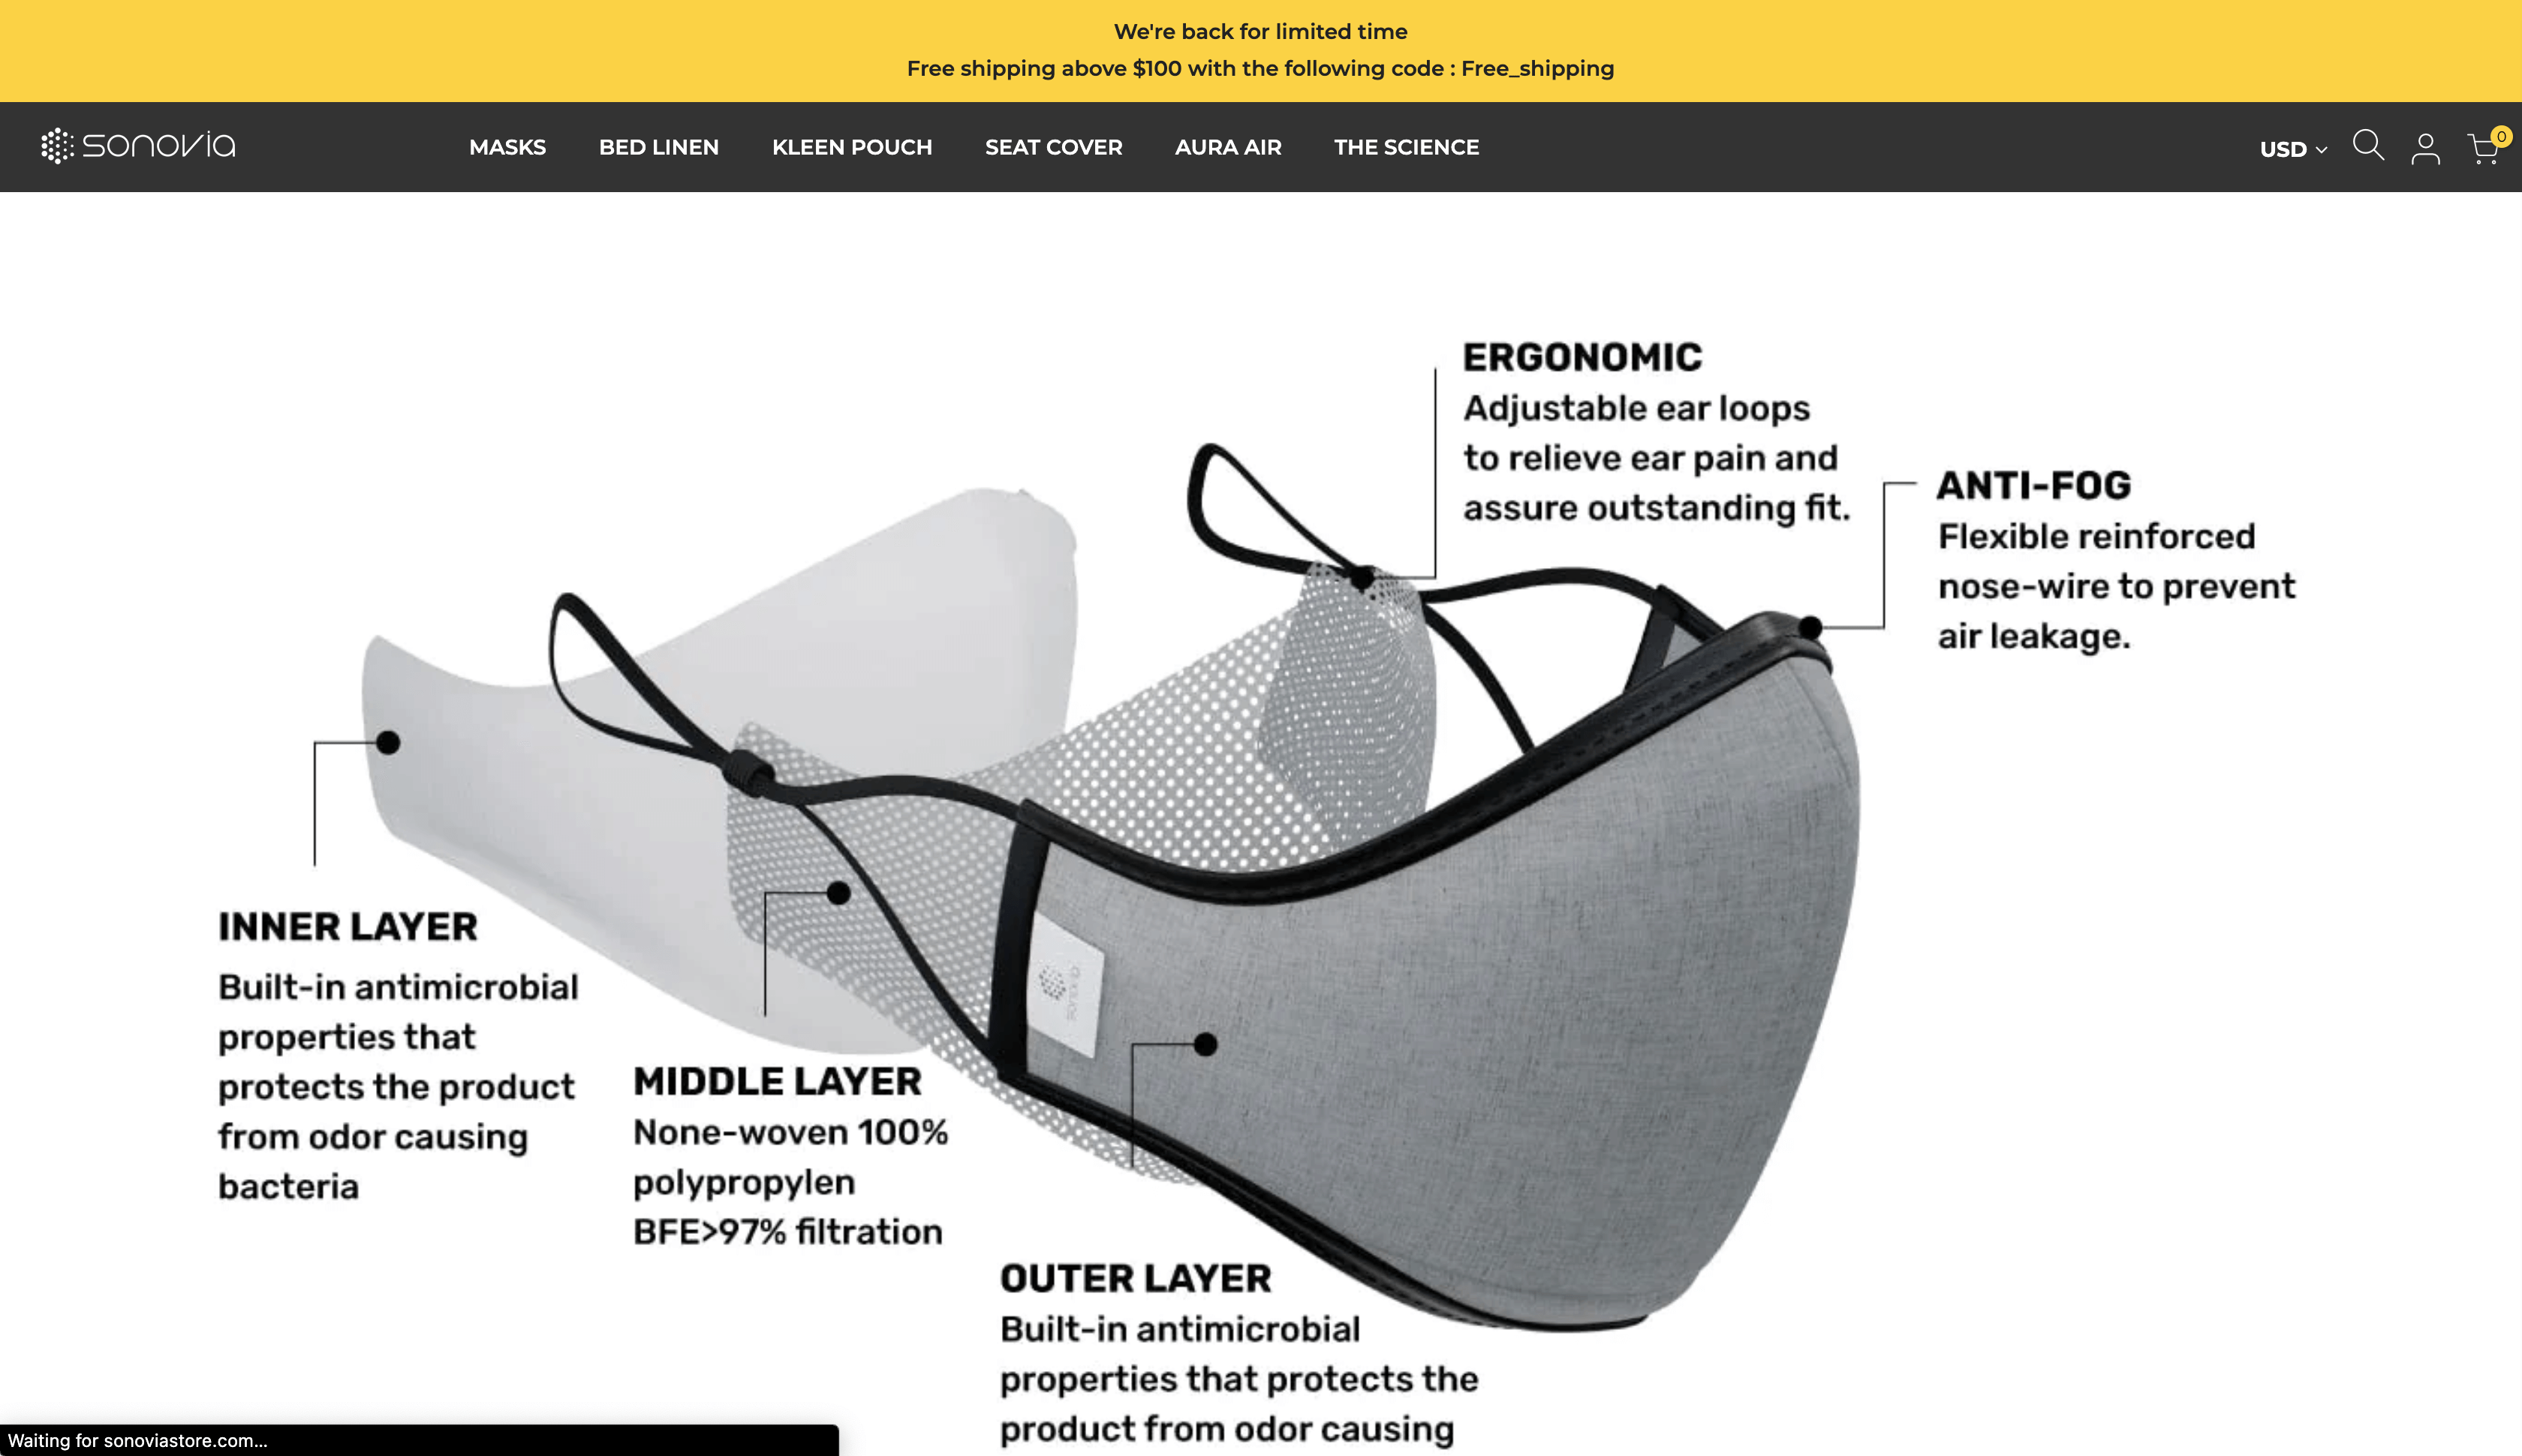 We're back for limited time
Free shipping above $100 with the following code : Free_shipping
sonovia
MASKS
BED LINEN
KLEEN POUCH
SEAT COVER
AURA AIR
THE SCIENCE
USD
0
ERGONOMIC
Adjustable ear loops
to relieve ear pain and
assure outstanding fit.
ANTI-FOG
Flexible reinforced
nose-wire to prevent
air leakage.
INNER LAYER
Built-in antimicrobial
properties that
protects the product
from odor causing
bacteria
MIDDLE LAYER
None-woven 100%
polypropylen
BFE>97% filtration
sonovia
OUTER LAYER
Built-in antimicrobial
properties that protects the
product from odor causing
Waiting for sonoviastore.com...